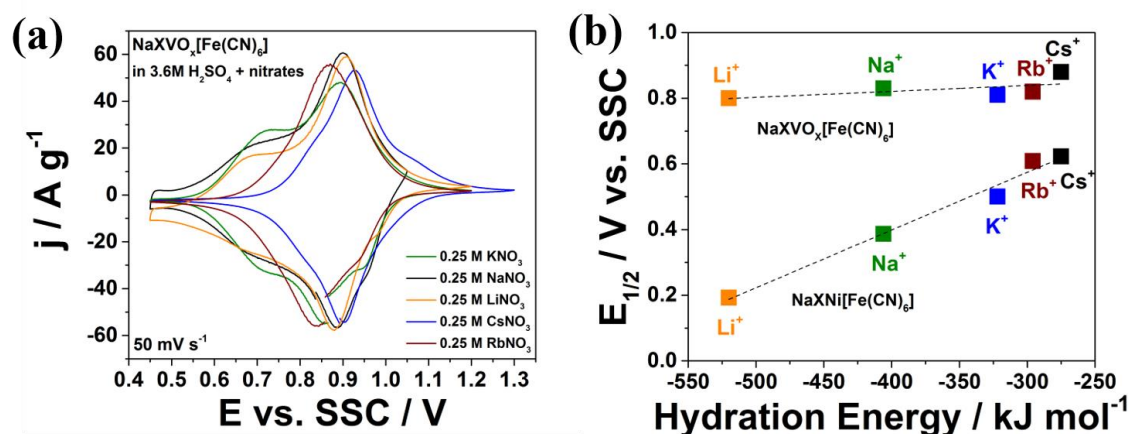 (a)
NaXVOₓ[Fe(CN)₆]
in 3.6M H₂SO₄ + nitrates
60
40
20
0
-20
-40
-60
j / A g⁻¹
0.25 M KNO₃
0.25 M NaNO₃
0.25 M LiNO₃
0.25 M CsNO₃
0.25 M RbNO₃
50 mV s⁻¹
0.4 0.5 0.6 0.7 0.8 0.9 1.0 1.1 1.2 1.3
E vs. SSC / V
(b)
1.0
0.8
0.6
0.4
0.2
0.0
E₁/₂ / V vs. SSC
Li⁺ Na⁺ K⁺ Rb⁺ Cs⁺
NaXVOₓ[Fe(CN)₆]
Li⁺ Na⁺ K⁺ Rb⁺ Cs⁺
NaXNi[Fe(CN)₆]
-550 -500 -450 -400 -350 -300 -250
Hydration Energy / kJ mol⁻¹